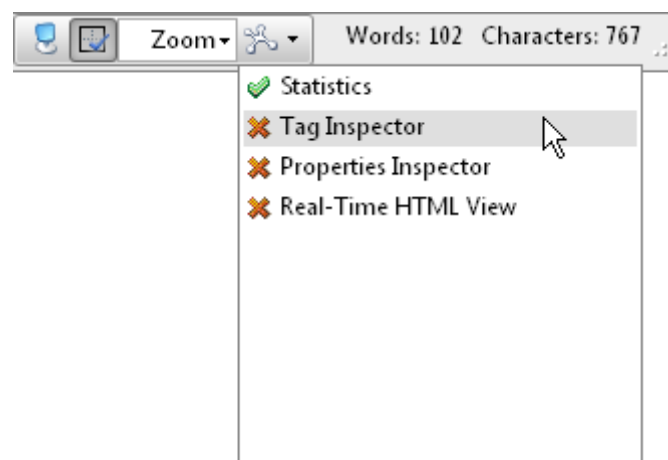 Zoom Words: 102 Characters: 767
Statistics
Tag Inspector
Properties Inspector
Real-Time HTML View